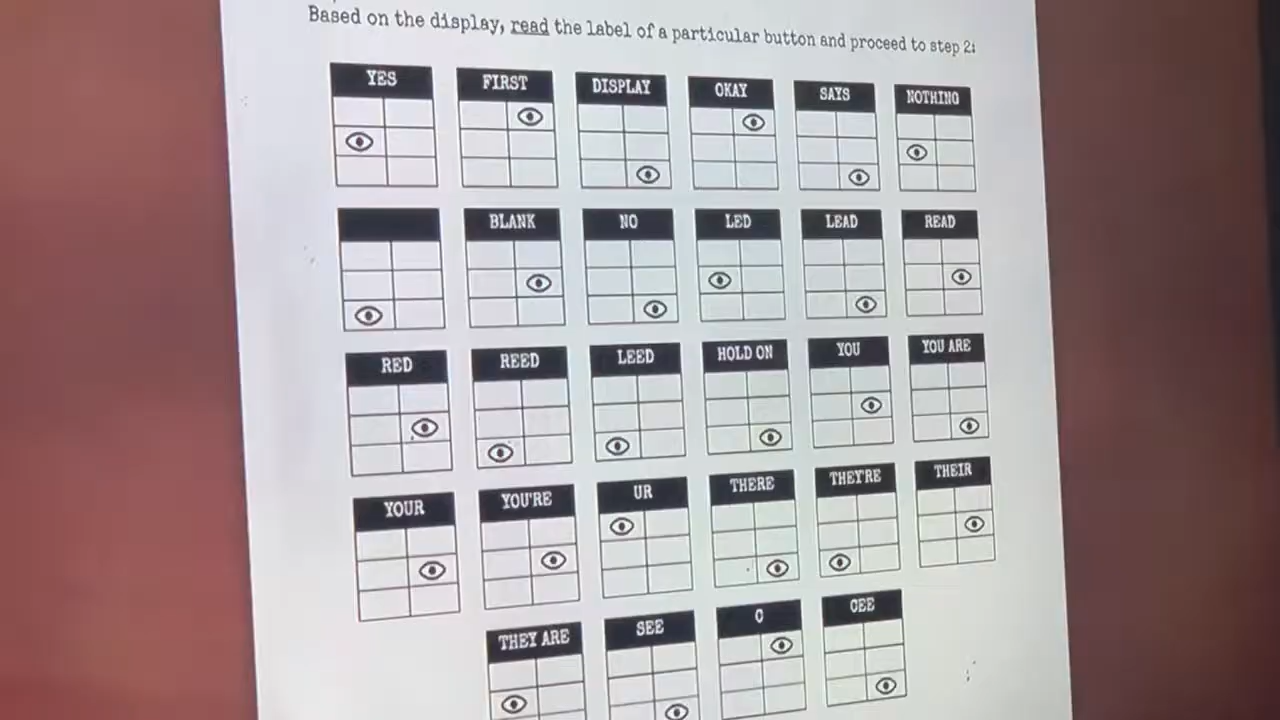 Based on the display, read the label of a particular button and proceed to step 2:
YES FIRST DISPLAY OKAY SAYS NOTHING
BLANK NO LED LEAD READ
RED REED LEED HOLD ON YOU YOU ARE
YOUR YOU'RE UR THERE THEY'RE THEIR
THEY ARE SEE C CEE